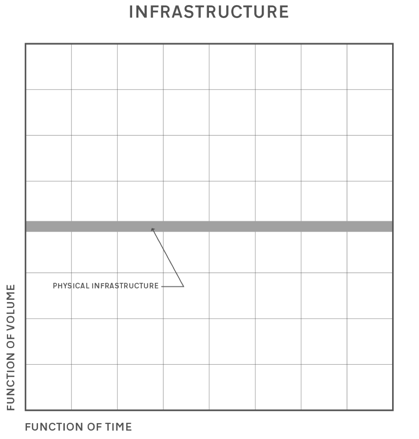 INFRASTRUCTURE
PHYSICAL INFRASTRUCTURE
FUNCTION OF VOLUME
FUNCTION OF TIME